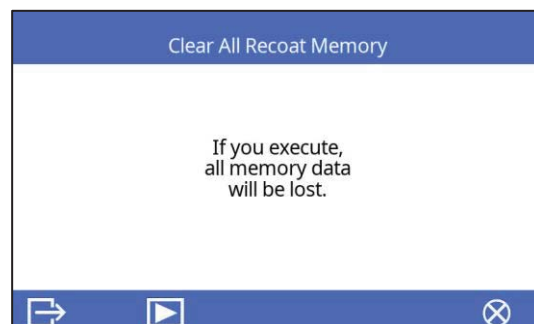 Clear All Recoat Memory
If you execute,
all memory data
will be lost.